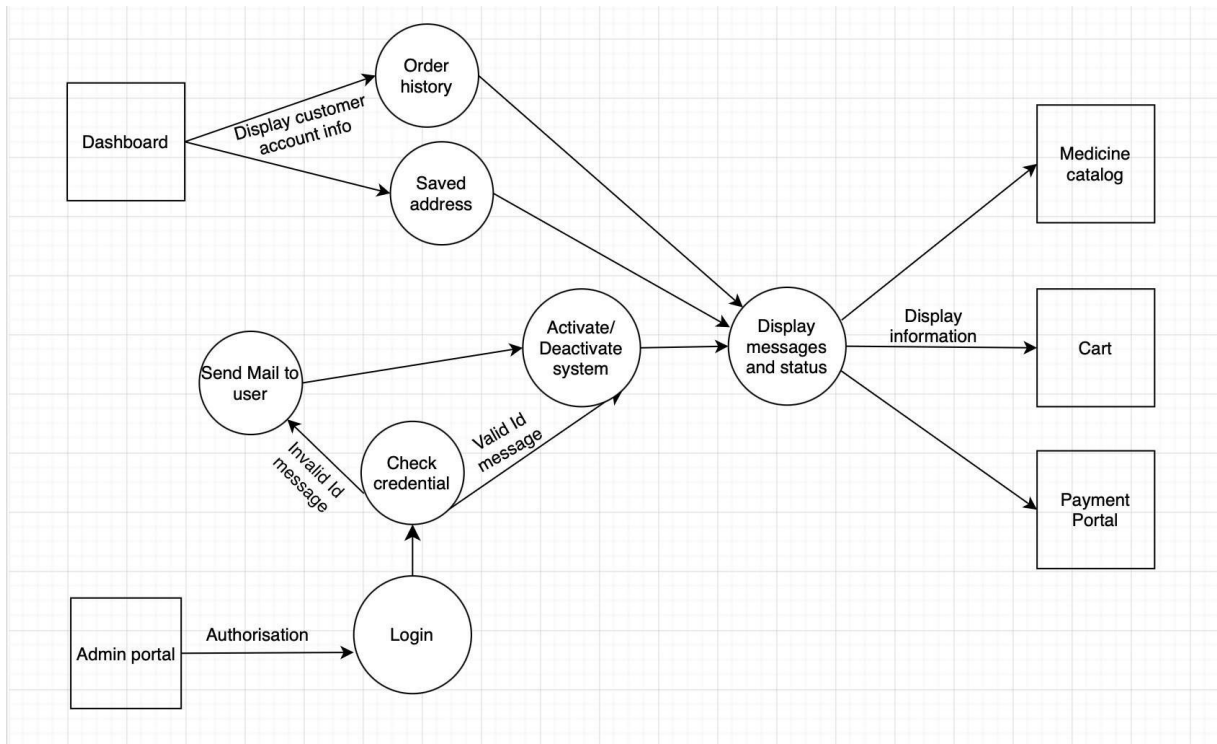 Order
history
Dashboard
Display customer
account info
Saved
address
Medicine
catalog
Activate/
Deactivate
system
Display
messages
and status
Display
information
Cart
Send Mail to
user
Invalid Id
message
Check
credential
Valid Id
message
Payment
Portal
Admin portal
Authorisation
Login